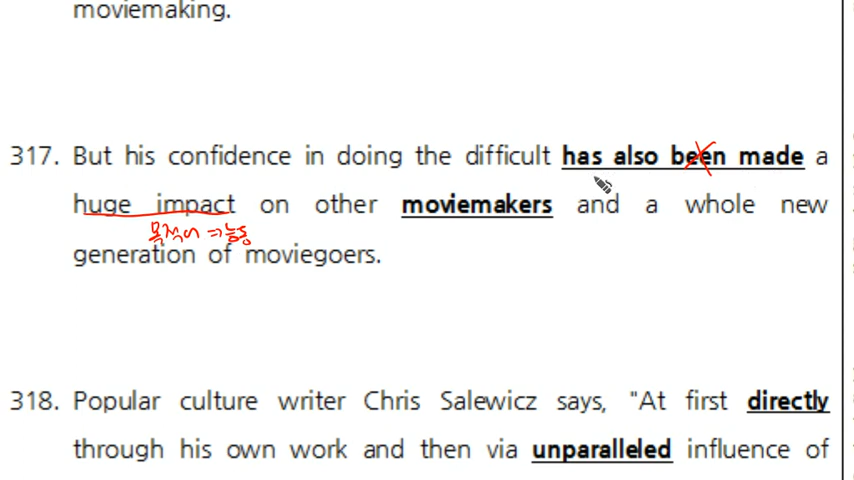 moviemaking.
317. But his confidence in doing the difficult has also been made a
huge impact on other moviemakers and a whole new
목적어 ⇒능동
generation of moviegoers.
318. Popular culture writer Chris Salewicz says, "At first directly
through his own work and then via unparalleled influence of